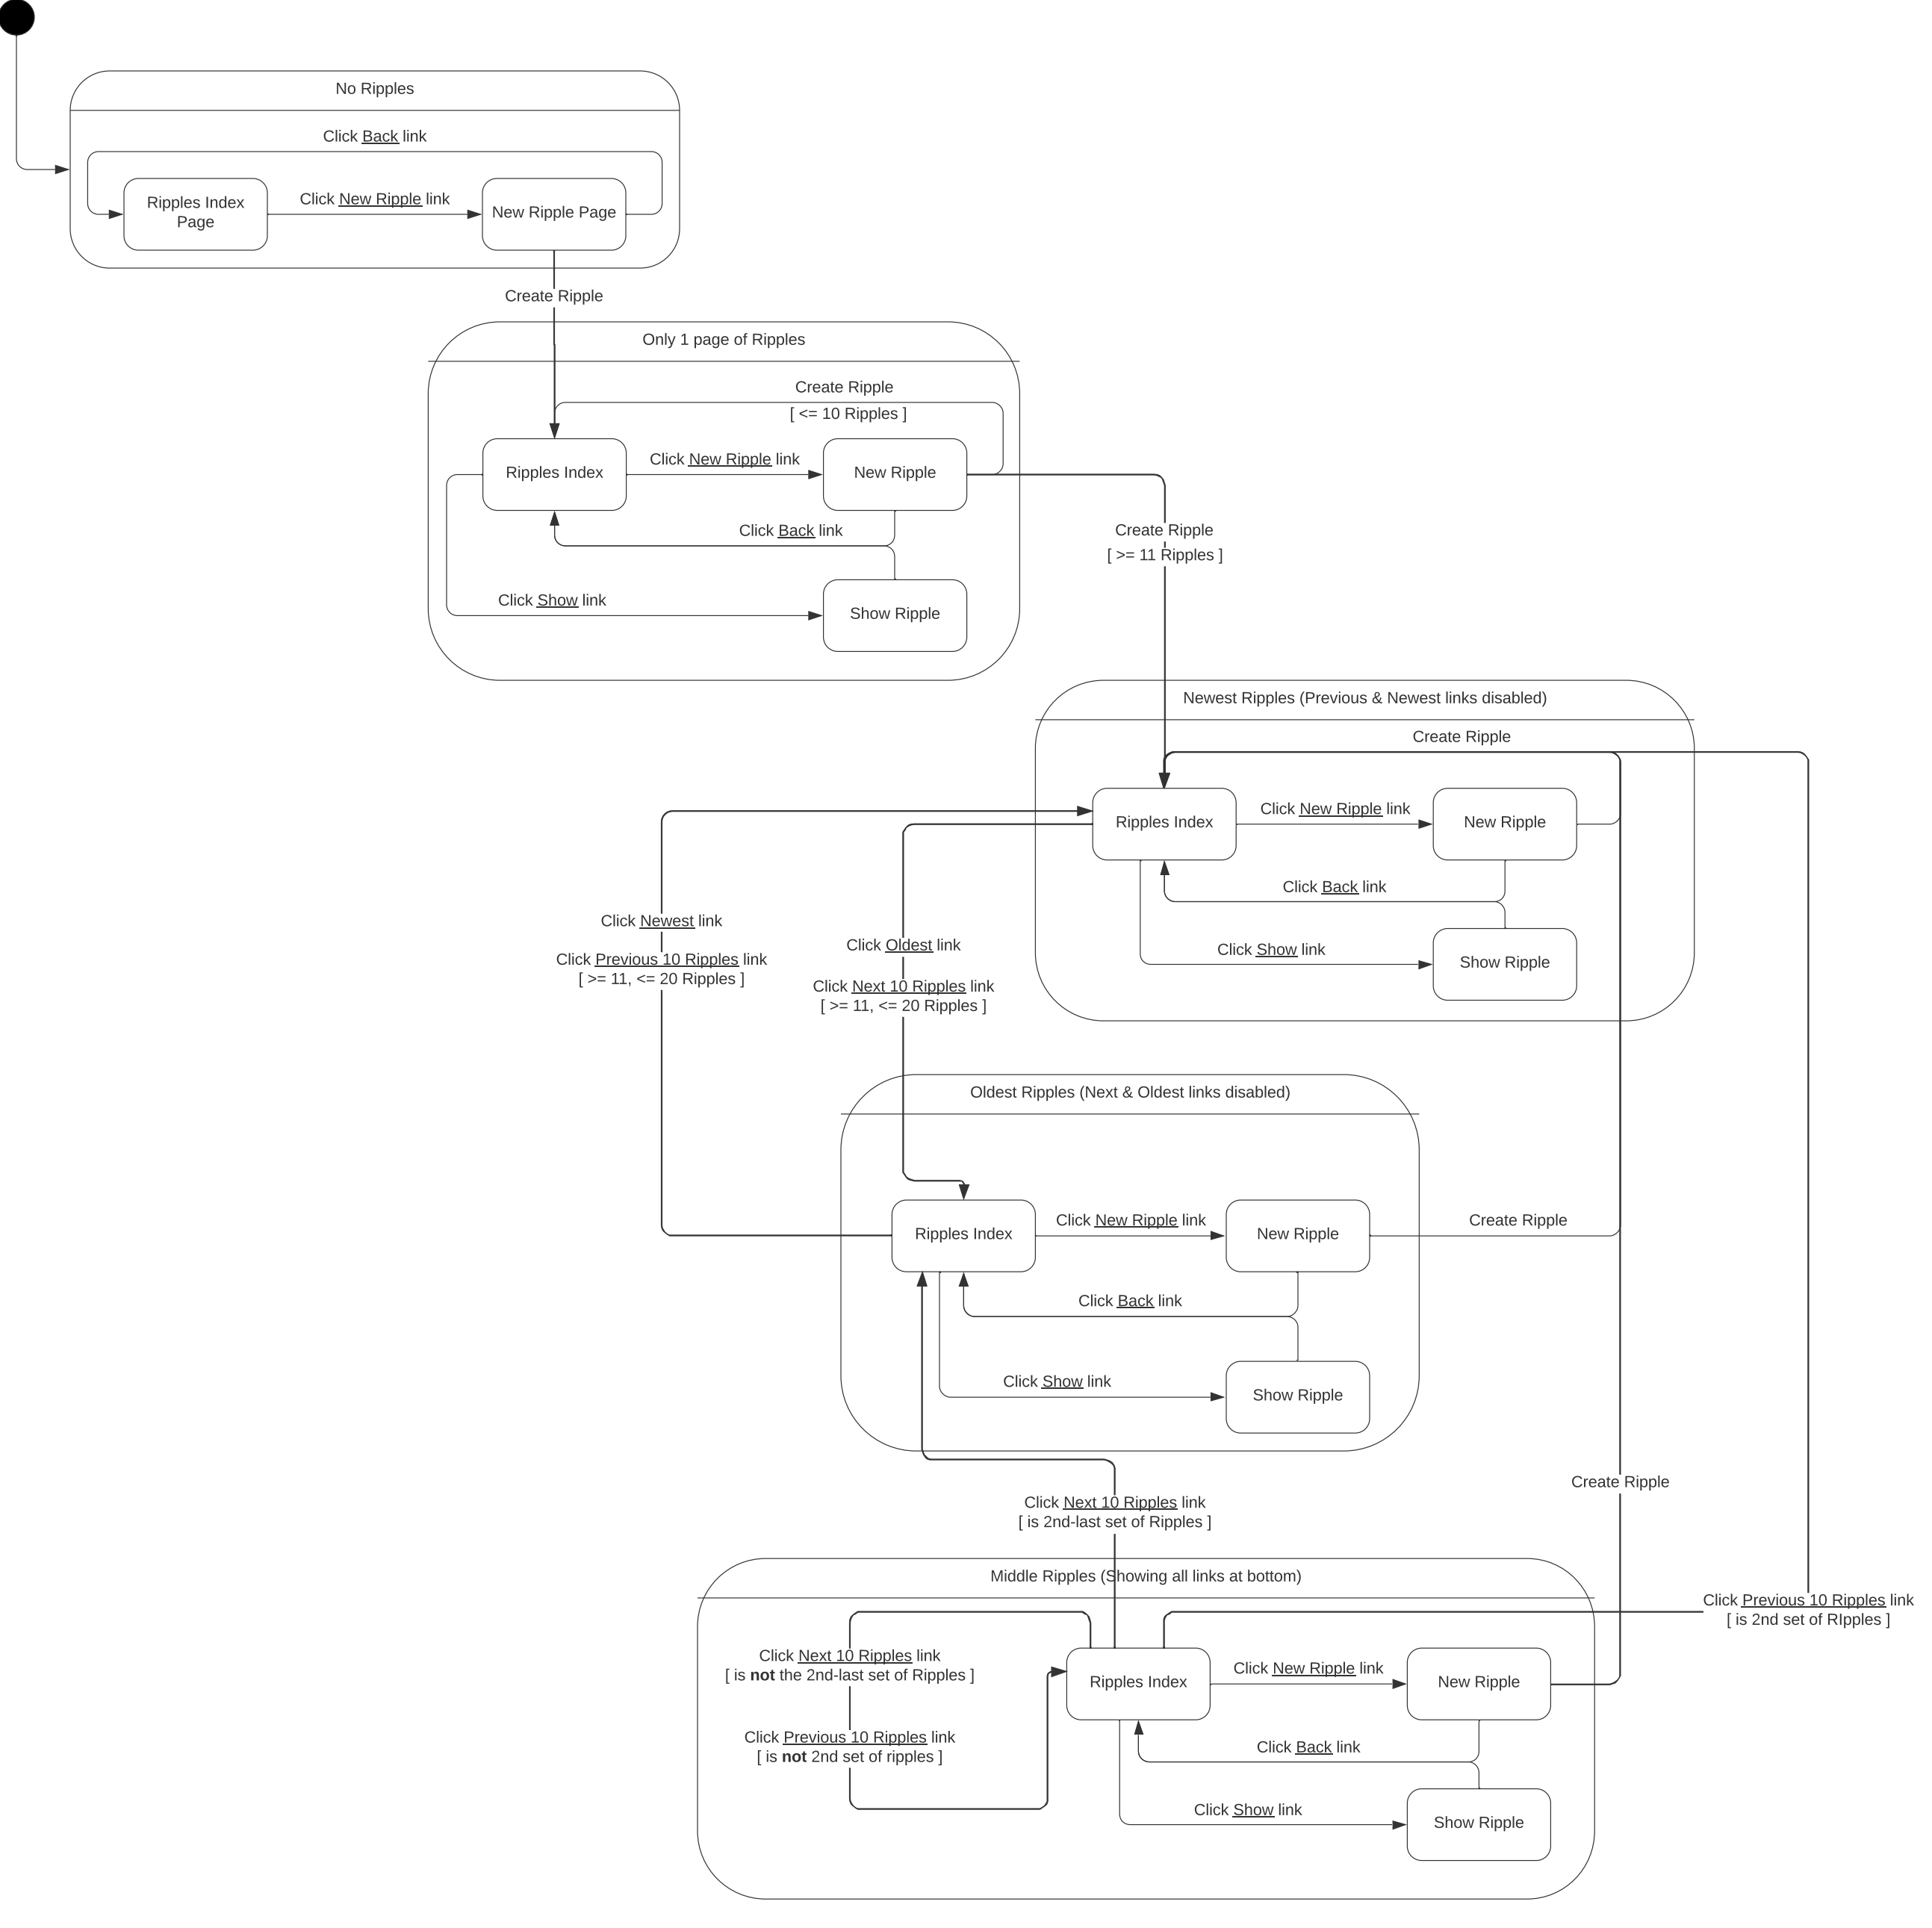 No Ripples
Click Back link
Ripples Index
Page
Click New Ripple link
New Ripple Page
Create Ripple
Only 1 page of Ripples
Create Ripple
[ <= 10 Ripples ]
Ripples Index
Click New Ripple link
New Ripple
Click Back link
Click Show link
Show Ripple
Create Ripple
[ >= 11 Ripples ]
Newest Ripples (Previous & Newest links disabled)
Create Ripple
Ripples Index
Click New Ripple link
New Ripple
Click Back link
Click Show link
Show Ripple
Click Newest link
Click Previous 10 Ripples link
[ >= 11, <= 20 Ripples ]
Click Oldest link
Click Next 10 Ripples link
[ >= 11, <= 20 Ripples ]
Oldest Ripples (Next & Oldest links disabled)
Ripples Index
Click New Ripple link
New Ripple
Create Ripple
Click Back link
Click Show link
Show Ripple
Create Ripple
Click Next 10 Ripples link
[ is 2nd-last set of Ripples ]
Middle Ripples (Showing all links at bottom)
Click Previous 10 Ripples link
[ is 2nd set of RIpples ]
Click Next 10 Ripples link
[ is not the 2nd-last set of Ripples ]
Ripples Index
Click New Ripple link
New Ripple
Click Previous 10 Ripples link
[ is not 2nd set of ripples ]
Click Back link
Click Show link
Show Ripple